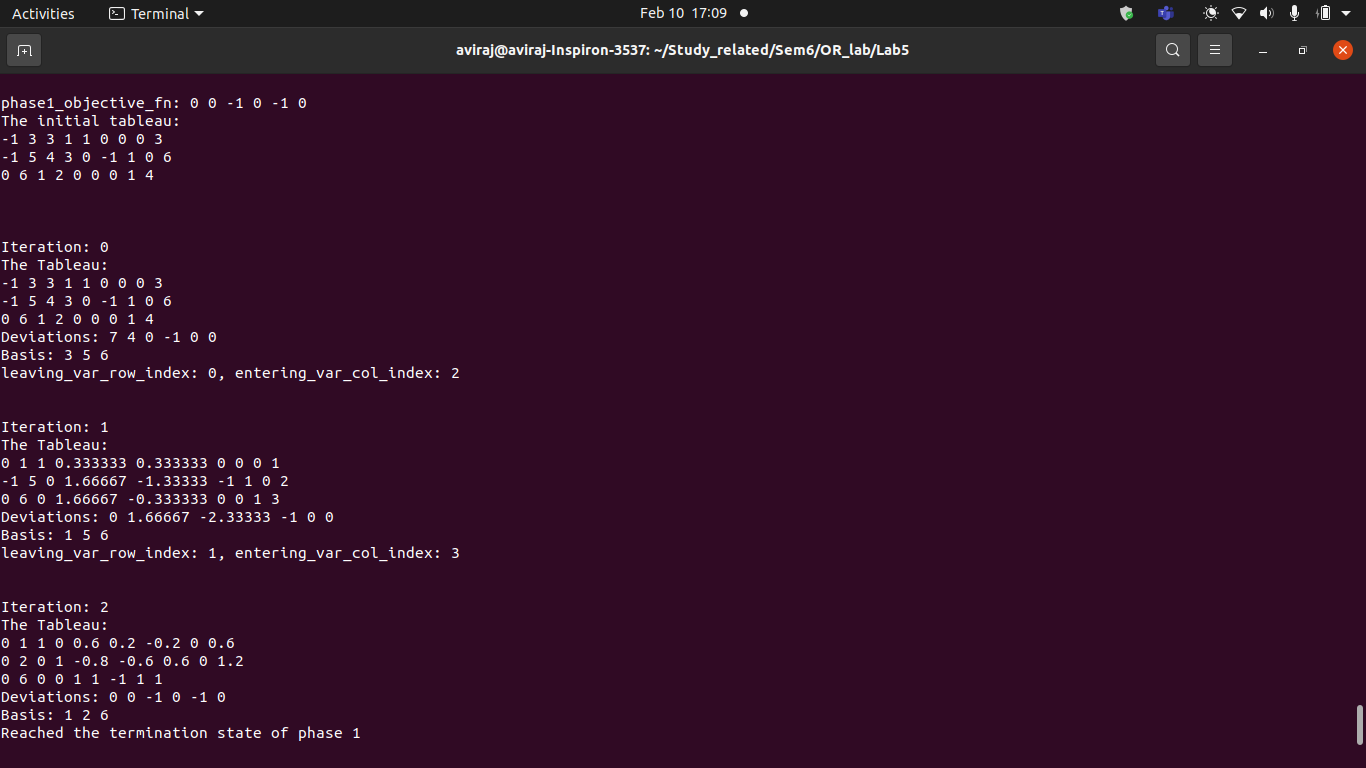 Activities Terminal Feb 10 17:09
aviraj@aviraj-Inspiron-3537: ~/Study_related/Sem6/OR_lab/Lab5
phase1_objective_fn: 0 0 -1 0 -1 0
The initial tableau:
-1 3 3 1 1 0 0 0 3
-1 5 4 3 0 -1 1 0 6
0 6 1 2 0 0 0 1 4
Iteration: 0
The Tableau:
-1 3 3 1 1 0 0 0 3
-1 5 4 3 0 -1 1 0 6
0 6 1 2 0 0 0 1 4
Deviations: 7 4 0 -1 0 0
Basis: 3 5 6
leaving_var_row_index: 0, entering_var_col_index: 2
Iteration: 1
The Tableau:
0 1 1 0.333333 0.333333 0 0 0 1
-1 5 0 1.66667 -1.33333 -1 1 0 2
0 6 0 1.66667 -0.333333 0 0 1 3
Deviations: 0 1.66667 -2.33333 -1 0 0
Basis: 1 5 6
leaving_var_row_index: 1, entering_var_col_index: 3
Iteration: 2
The Tableau:
0 1 1 0 0.6 0.2 -0.2 0 0.6
0 2 0 1 -0.8 -0.6 0.6 0 1.2
0 6 0 0 1 1 -1 1 1
Deviations: 0 0 -1 0 -1 0
Basis: 1 2 6
Reached the termination state of phase 1